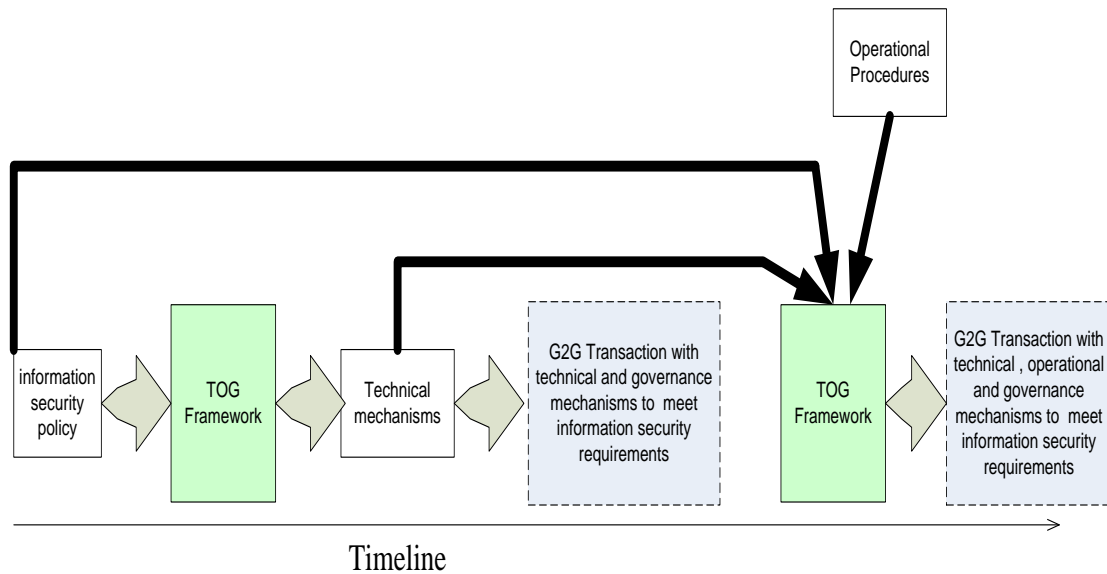 Operational
Procedures
information
security
policy
TOG
Framework
Technical
mechanisms
G2G Transaction with
technical and governance
mechanisms to meet
information security
requirements
TOG
Framework
G2G Transaction with
technical , operational
and governance
mechanisms to meet
information security
requirements
Timeline